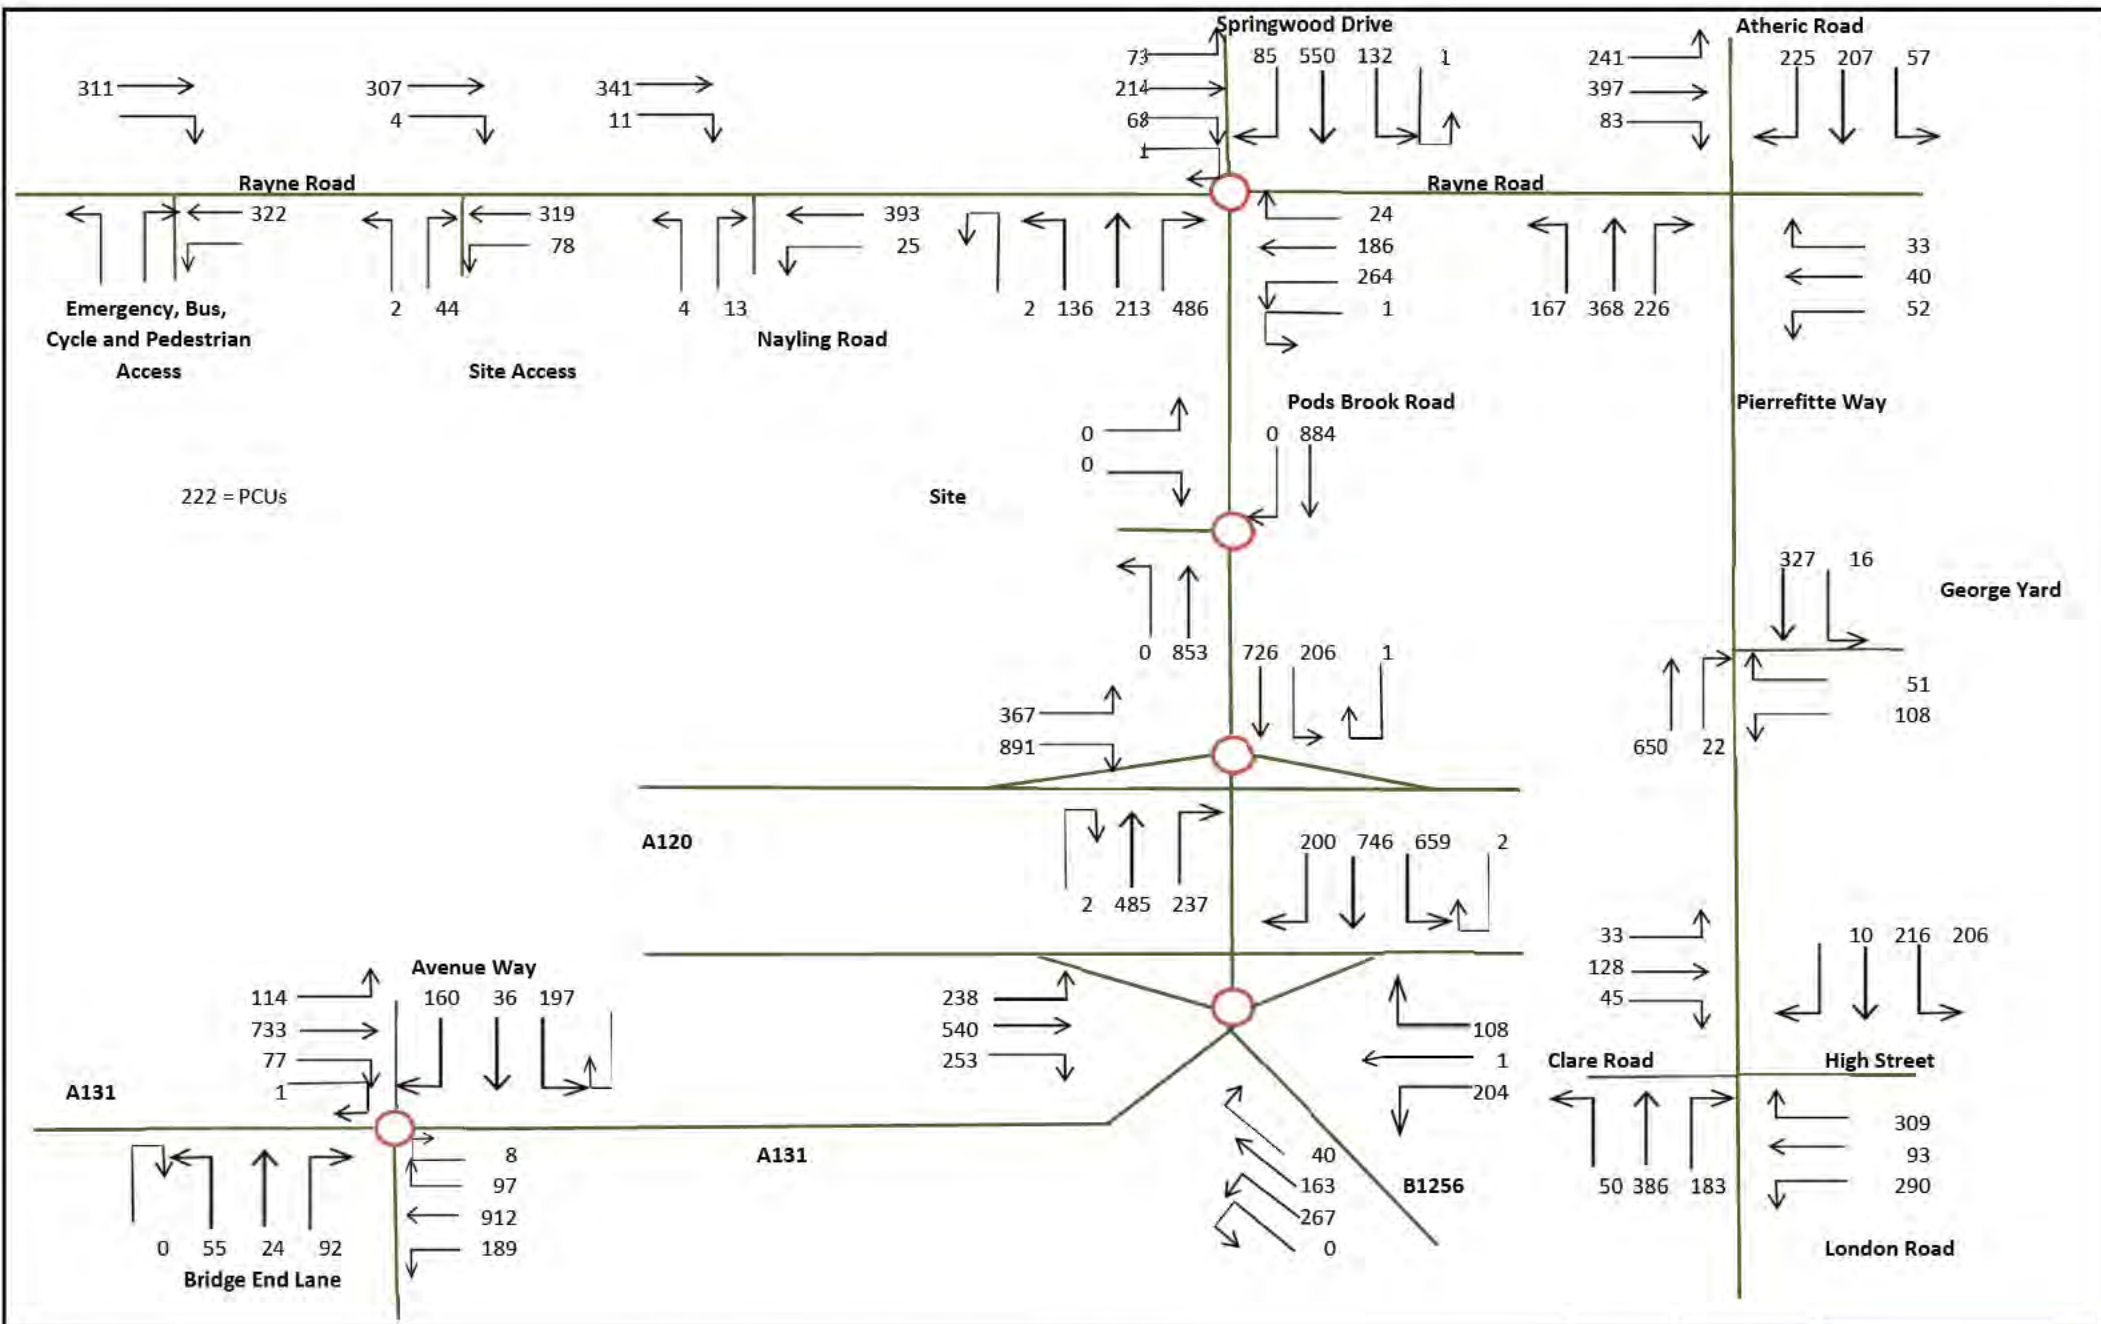 Springwood Drive
Atheric Road
73 85 550 132 1
241 225 207 57
311 307 341
214 397
4 11 68 83
1
Rayne Road
Rayne Road
322 319 393 24
78 25 186
33
264 40
2 44 4 13 2 136 213 486 1 167 368 226 52
Emergency, Bus,
Cycle and Pedestrian
Access
Nayling Road
Site Access
Pods Brook Road
Pierrefitte Way
0 0 884
0
222 = PCUs
Site
327 16
George Yard
0 853 726 206 1
51
367 108
891 650 22
A120
200 746 659 2
2 485 237
33 10 216 206
Avenue Way
128
114 160 36 197 238 45
733 540 108
77 253 1
Clare Road
High Street
1 204
A131
8 A131 40 309
97 163 B1256 50 386 183 93
912 267 290
0 55 24 92 189 0
London Road
Bridge End Lane